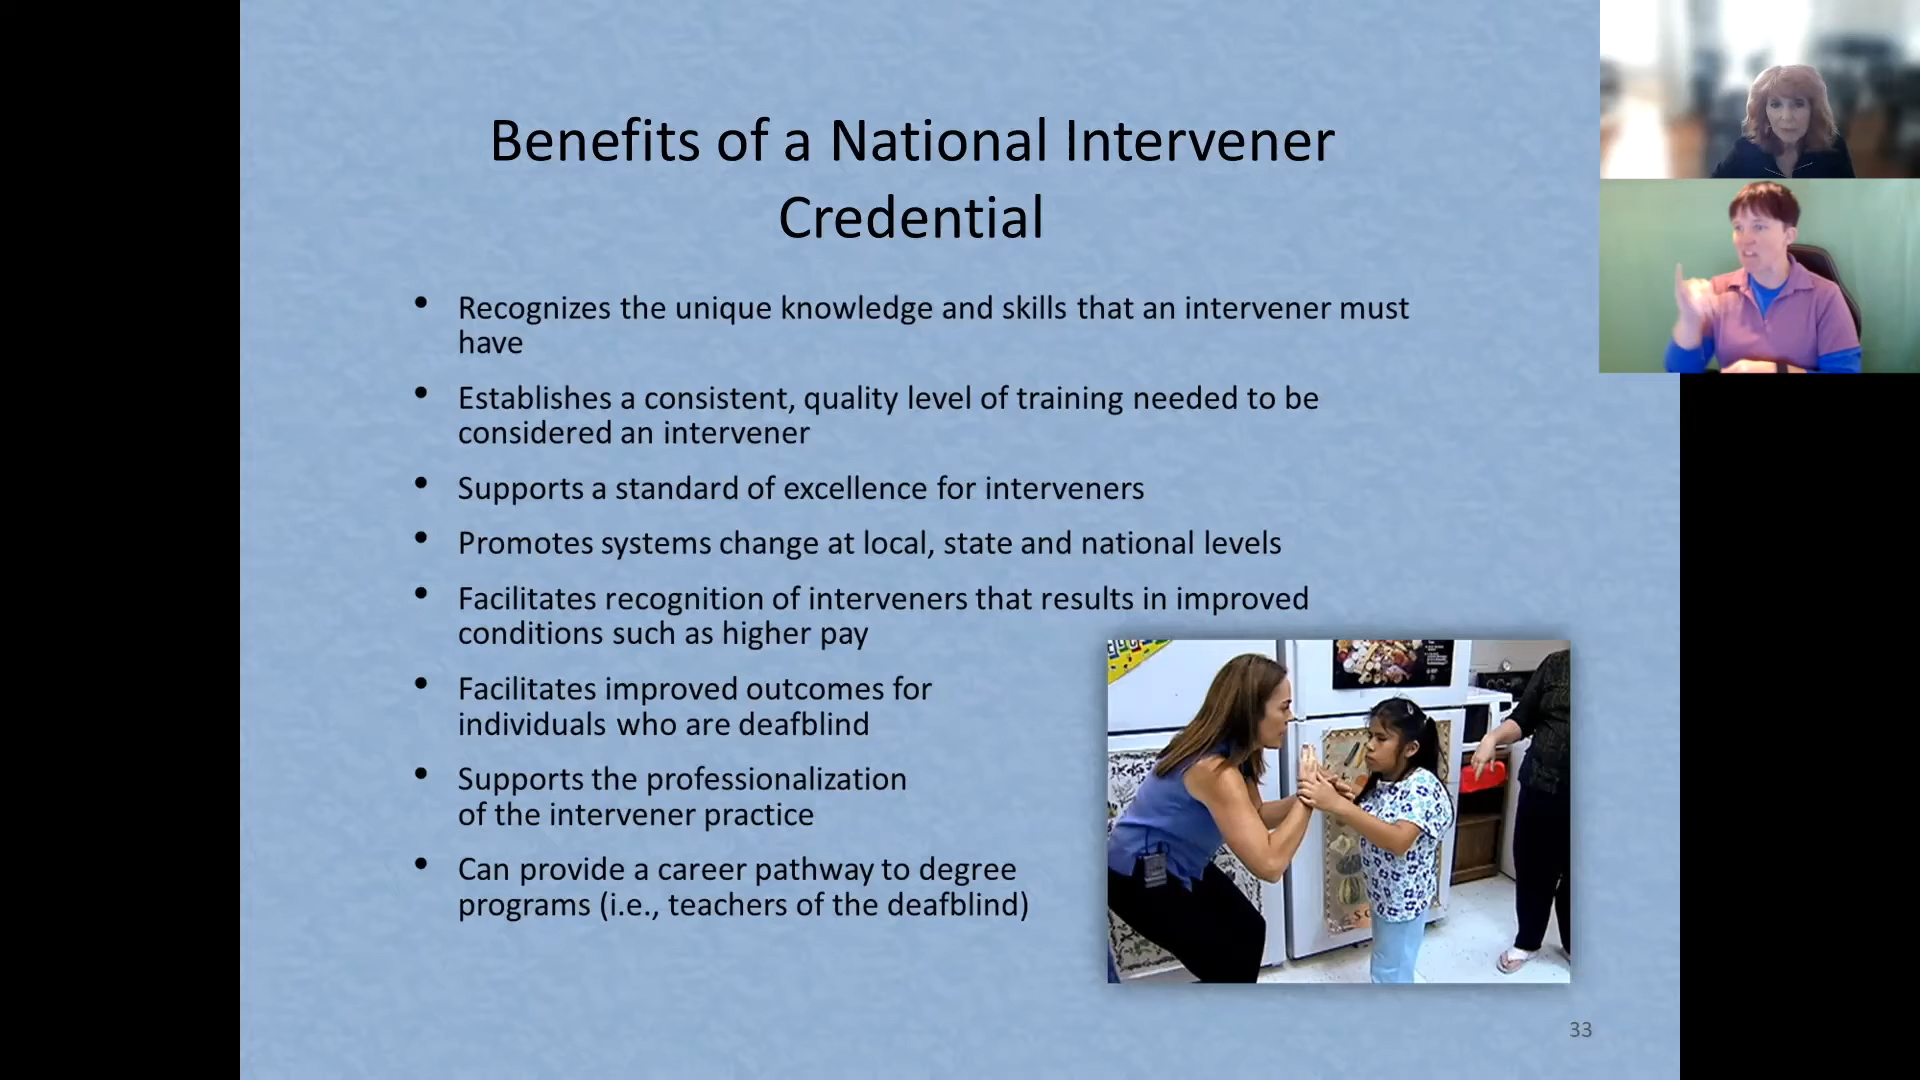 Benefits of a National Intervener
Credential
• Recognizes the unique knowledge and skills that an intervener must
have
• Establishes a consistent, quality level of training needed to be
considered an intervener
• Supports a standard of excellence for interveners
• Promotes systems change at local, state and national levels
• Facilitates recognition of interveners that results in improved
conditions such as higher pay
• Facilitates improved outcomes for
individuals who are deafblind
• Supports the professionalization
of the intervener practice
• Can provide a career pathway to degree
programs (i.e., teachers of the deafblind)
33